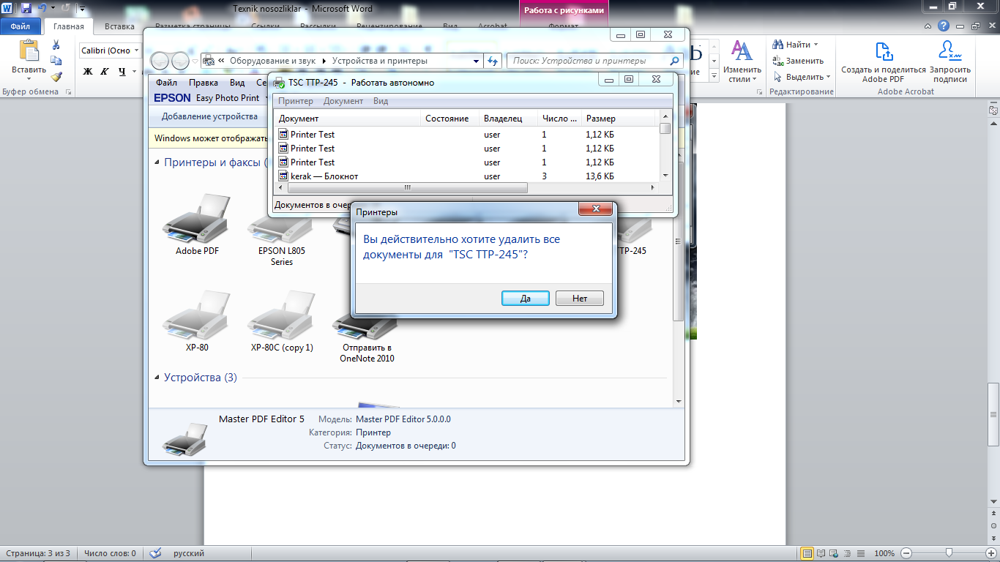 Texnik nosozliklar - Microsoft Word
Работа с рисунками
Файл
Главная
Вставка
Разметка страницы
Ссылки
Рассылки
Рецензирование
Вид
Acrobat
Формат
Вставить
Буфер обмена
Calibri (Осно
Ж К Ч
Найти
Заменить
Выделить
Редактирование
Изменить
стили
Создать и поделиться
Adobe PDF
Запросить
подписи
Adobe Acrobat
« Оборудование и звук
Устройства и принтеры
Поиск: Устройства и принтеры
Файл Правка Вид Се
EPSON Easy Photo Print
Добавление устройства
Windows может отображать
Принтеры и факсы (
TSC TTP-245 - Работать автономно
Принтер Документ Вид
Документ Состояние Владелец Число ... Размер
Printer Test user 1 1,12 КБ
Printer Test user 1 1,12 КБ
Printer Test user 1 1,12 КБ
kerak — Блокнот user 3 13,6 КБ
Документов в очере
Принтеры
Вы действительно хотите удалить все
документы для "TSC TTP-245"?
Да Нет
Adobe PDF
EPSON L805
Series
TP-245
XP-80
XP-80C (copy 1)
Отправить в
OneNote 2010
Устройства (3)
Master PDF Editor 5
Модель: Master PDF Editor 5.0.0.0
Категория: Принтер
Статус: Документов в очереди: 0
Страница: 3 из 3
Число слов: 0
русский
100%